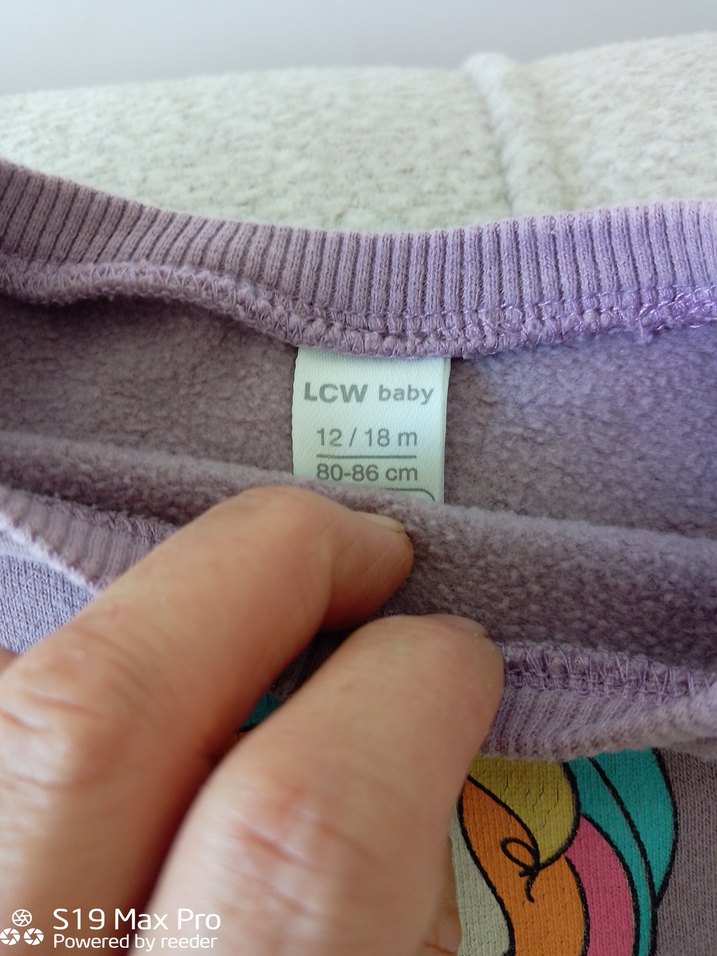 LCW baby
12 / 18 m
80-86 cm
S19 Max Pro
Powered by reeder